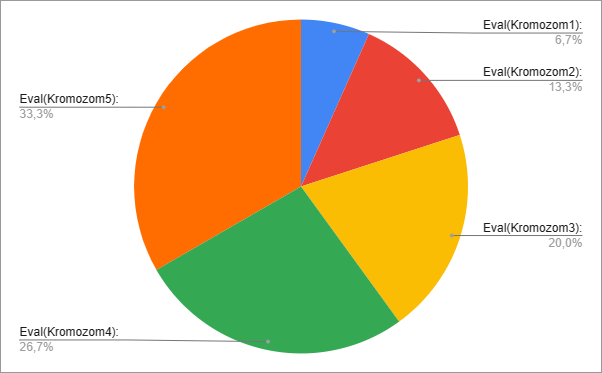 Eval(Kromozom1):
6,7%
Eval(Kromozom2):
13,3%
Eval(Kromozom3):
20,0%
Eval(Kromozom4):
26,7%
Eval(Kromozom5):
33,3%